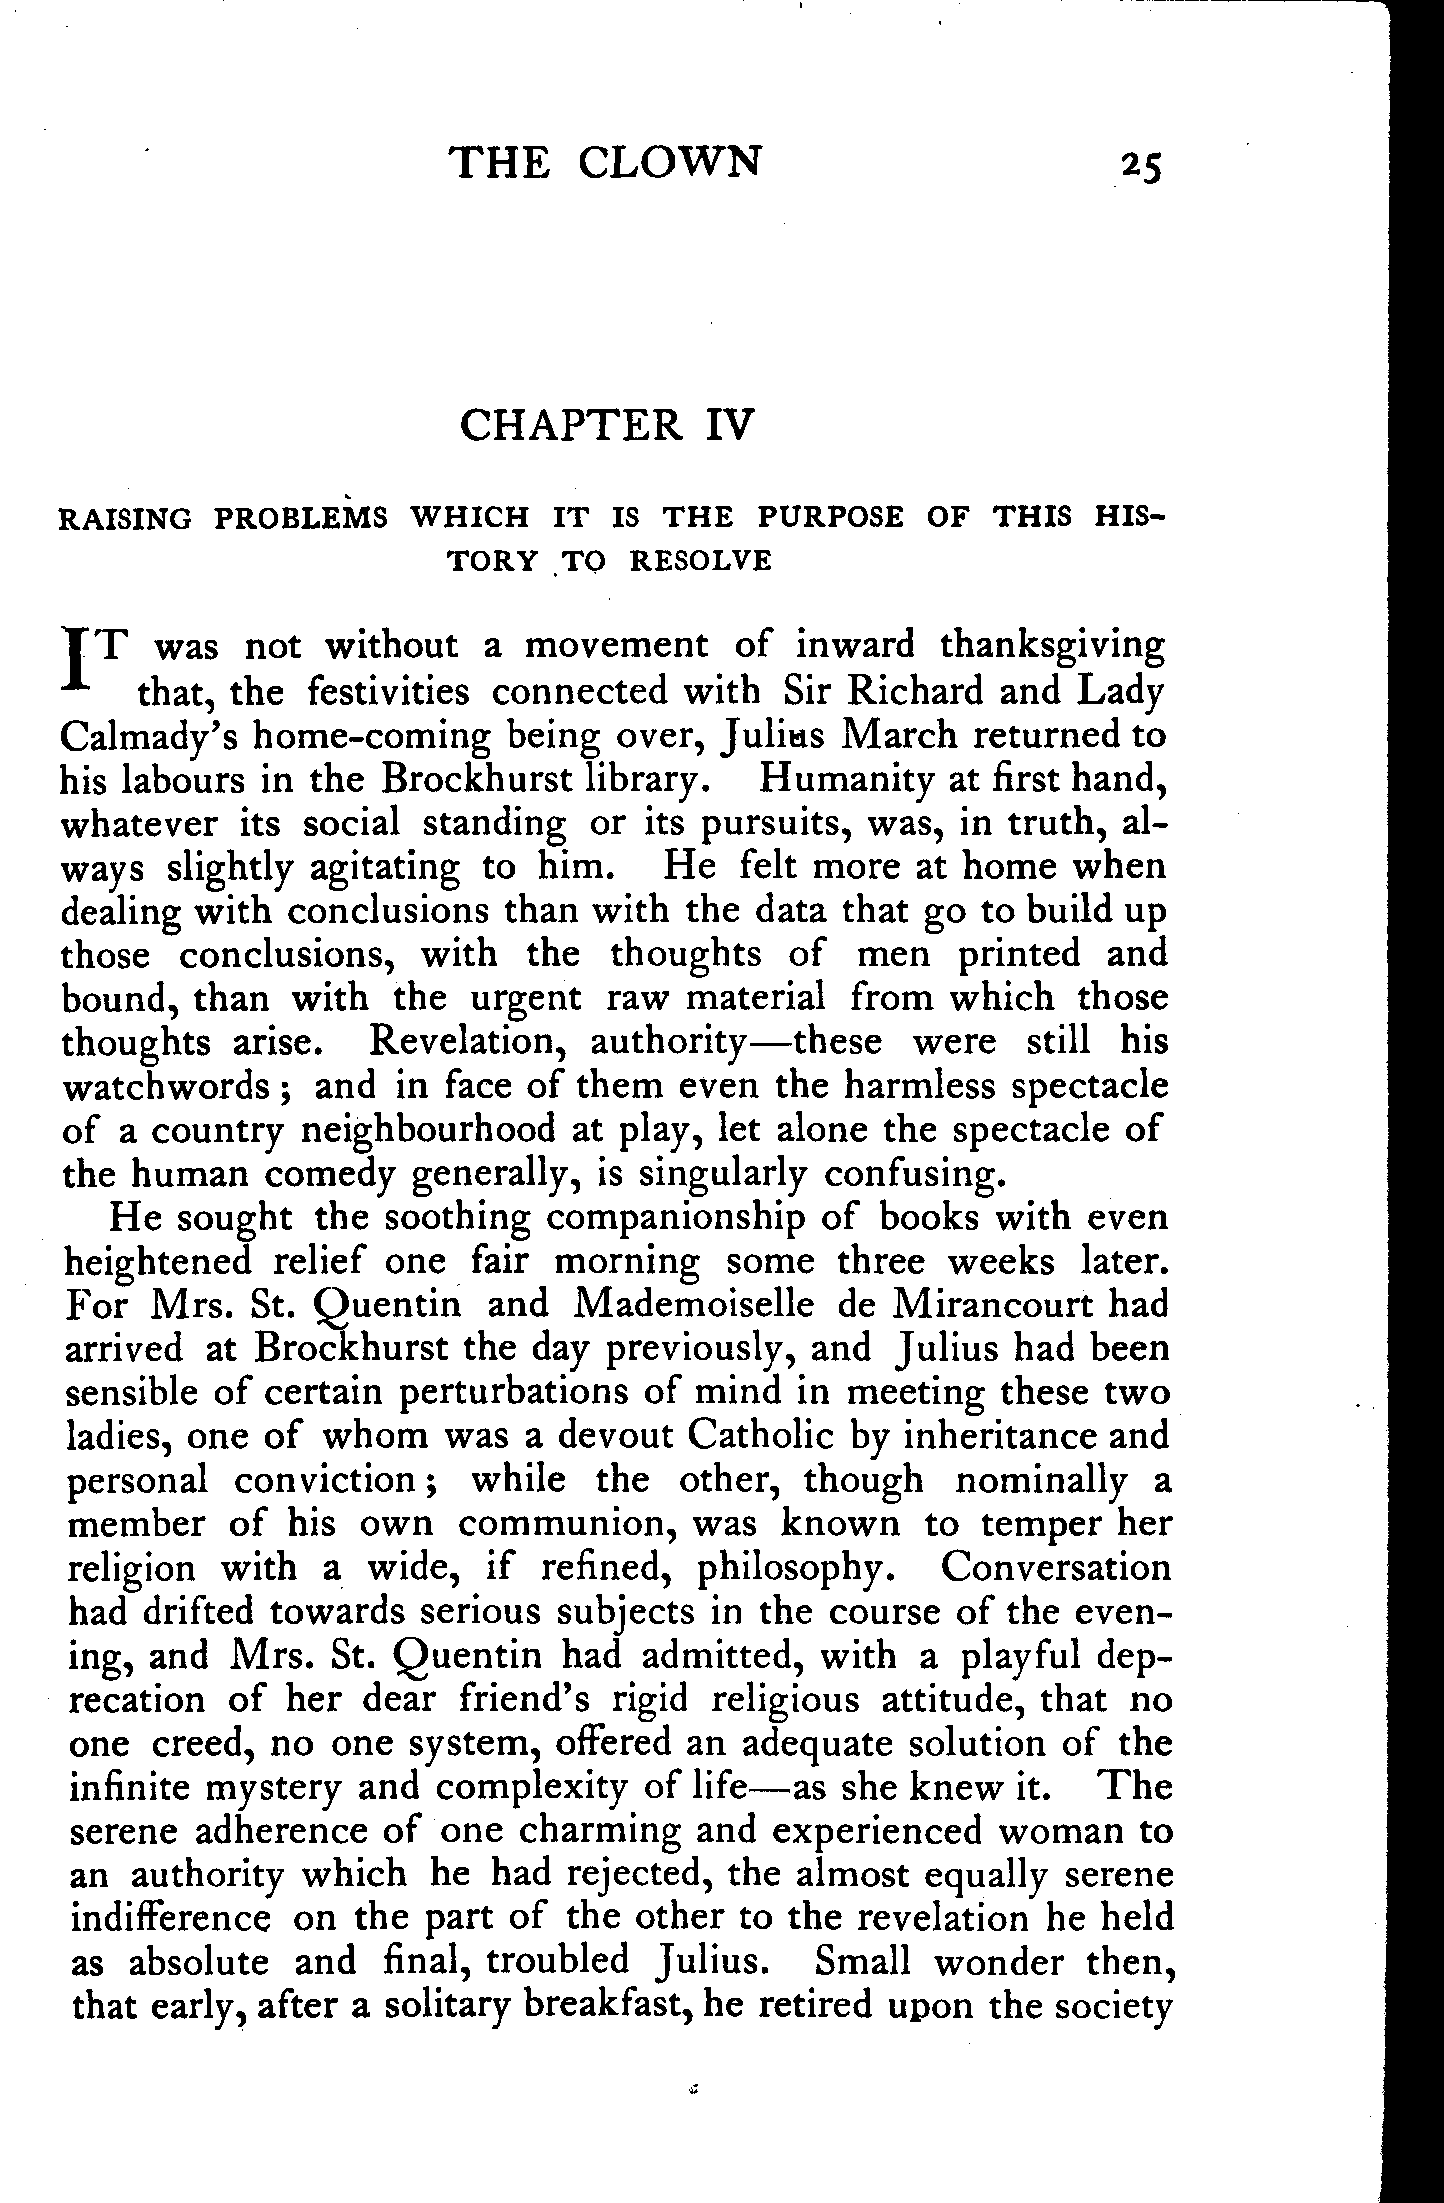 THE CLOWN 25
CHAPTER IV
RAISING PROBLEMS WHICH IT IS THE PURPOSE OF THIS HIS-
TORY TO RESOLVE
IT was not without a movement of inward thanksgiving
that, the festivities connected with Sir Richard and Lady
Calmady's home-coming being over, Julius March returned to
his labours in the Brockhurst library. Humanity at first hand,
whatever its social standing or its pursuits, was, in truth, al-
ways slightly agitating to him. He felt more at home when
dealing with conclusions than with the data that go to build up
those conclusions, with the thoughts of men printed and
bound, than with the urgent raw material from which those
thoughts arise. Revelation, authority—these were still his
watchwords; and in face of them even the harmless spectacle
of a country neighbourhood at play, let alone the spectacle of
the human comedy generally, is singularly confusing.
He sought the soothing companionship of books with even
heightened relief one fair morning some three weeks later.
For Mrs. St. Quentin and Mademoiselle de Mirancourt had
arrived at Brockhurst the day previously, and Julius had been
sensible of certain perturbations of mind in meeting these two
ladies, one of whom was a devout Catholic by inheritance and
personal conviction; while the other, though nominally a
member of his own communion, was known to temper her
religion with a wide, if refined, philosophy. Conversation
had drifted towards serious subjects in the course of the even-
ing, and Mrs. St. Quentin had admitted, with a playful dep-
recation of her dear friend's rigid religious attitude, that no
one creed, no one system, offered an adequate solution of the
infinite mystery and complexity of life—as she knew it. The
serene adherence of one charming and experienced woman to
an authority which he had rejected, the almost equally serene
indifference on the part of the other to the revelation he held
as absolute and final, troubled Julius. Small wonder then,
that early, after a solitary breakfast, he retired upon the society